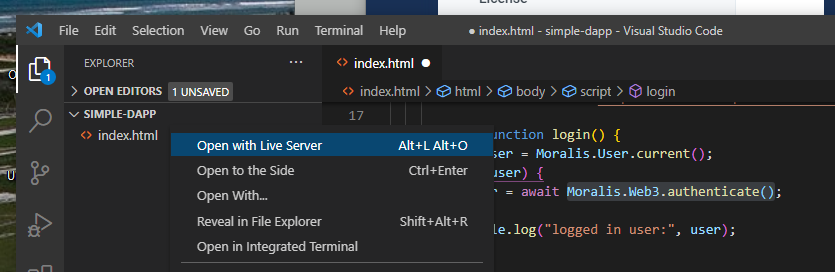 License
File Edit Selection View Go Run Terminal Help
● index.html - simple-dapp - Visual Studio Code
EXPLORER ...
index.html ●
OPEN EDITORS 1 UNSAVED
index.html > html > body > script > login
1
SIMPLE-DAPP
17
index.html
Open with Live Server Alt+L Alt+O
nction login() {
Open to the Side Ctrl+Enter
ser = Moralis.User.current();
Open With...
user) {
r = await Moralis.Web3.authenticate();
Reveal in File Explorer Shift+Alt+R
Open in Integrated Terminal
le.log("logged in user:", user);